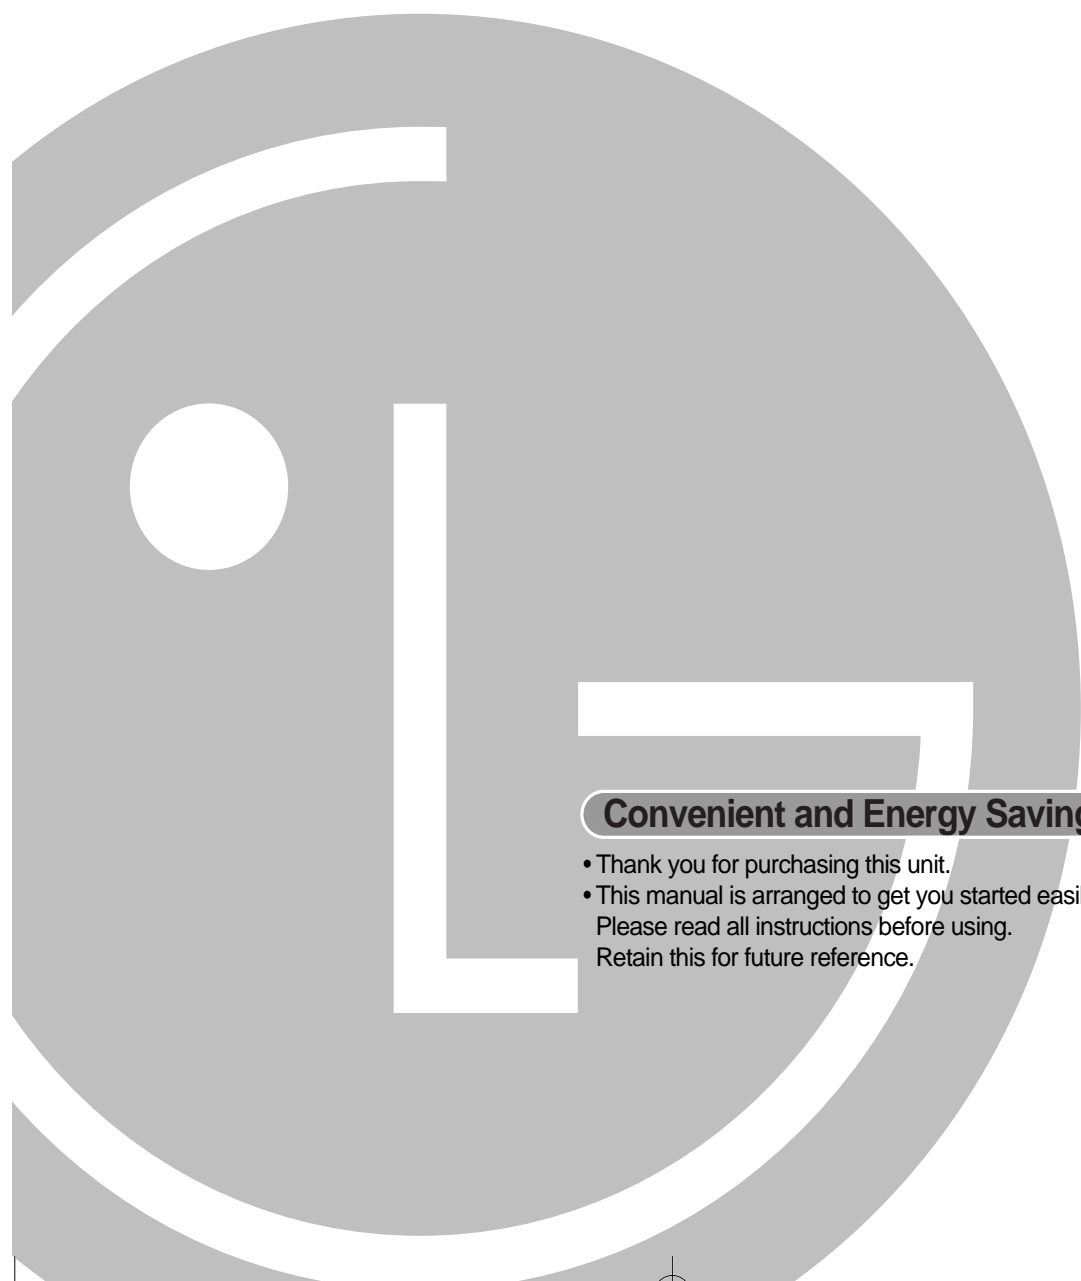 Convenient and Energy Saving
• Thank you for purchasing this unit.
• This manual is arranged to get you started
Please read all instructions before using.
Retain this for future reference.